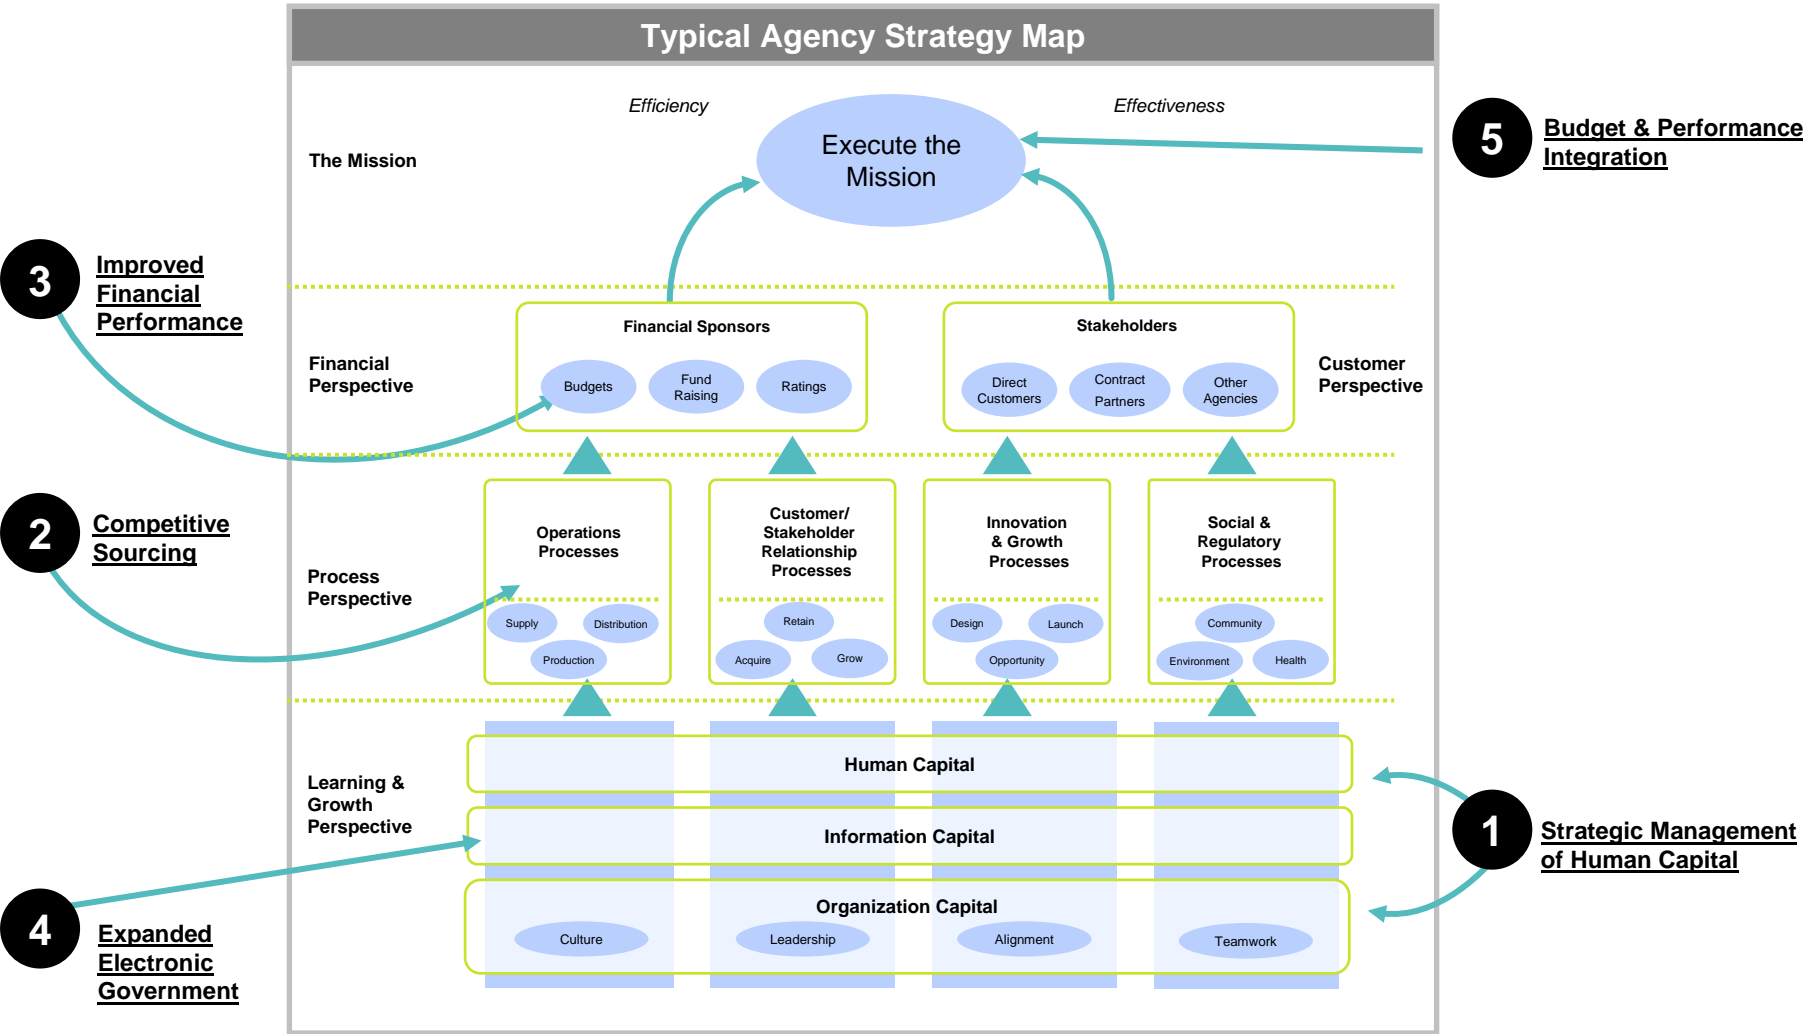 Typical Agency Strategy Map
Efficiency
Effectiveness
Execute the
Mission
The Mission
5
Budget & Performance
Integration
3
Improved
Financial
Performance
Financial
Perspective
Financial Sponsors
Budgets
Fund
Raising
Ratings
Stakeholders
Direct
Customers
Contract
Partners
Other
Agencies
Customer
Perspective
2
Competitive
Sourcing
Process
Perspective
Operations
Processes
Supply
Distribution
Production
Customer/
Stakeholder
Relationship
Processes
Retain
Acquire
Grow
Innovation
& Growth
Processes
Design
Launch
Opportunity
Social &
Regulatory
Processes
Community
Environment
Health
Learning &
Growth
Perspective
Human Capital
Information Capital
Organization Capital
Culture
Leadership
Alignment
Teamwork
1
Strategic Management
of Human Capital
4
Expanded
Electronic
Government